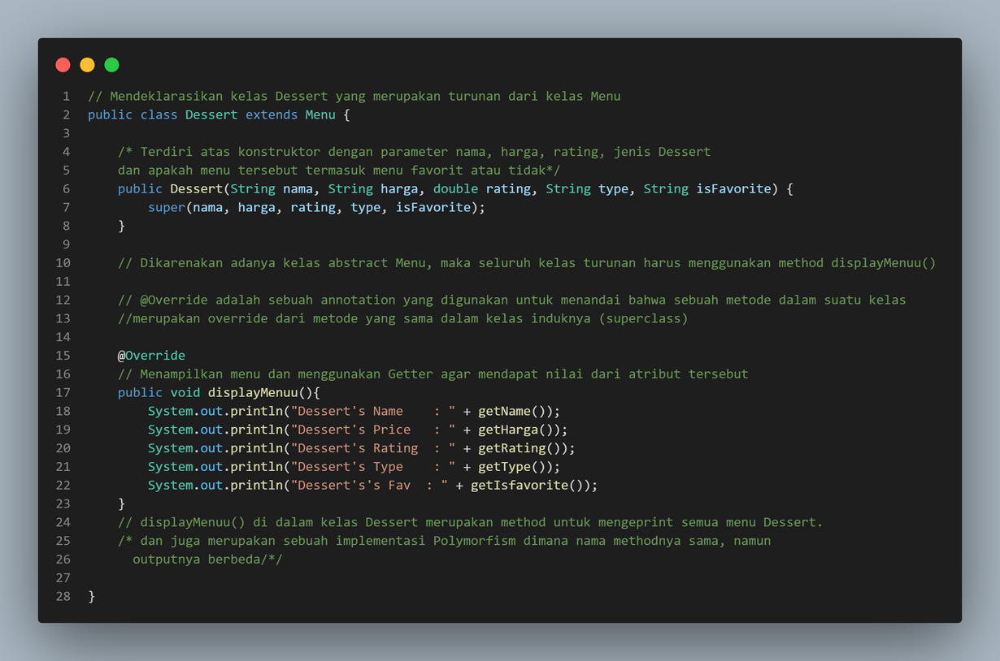 1 // Mendeklarasikan kelas Dessert yang merupakan turunan dari kelas Menu
2 public class Dessert extends Menu {
3
4     /* Terdiri atas konstruktor dengan parameter nama, harga, rating, jenis Dessert
5     dan apakah menu tersebut termasuk menu favorit atau tidak*/
6     public Dessert(String nama, String harga, double rating, String type, String isFavorite) {
7         super(nama, harga, rating, type, isFavorite);
8     }
9
10     // Dikarenakan adanya kelas abstract Menu, maka seluruh kelas turunan harus menggunakan method displayMenuu()
11
12     // @Override adalah sebuah annotation yang digunakan untuk menandai bahwa sebuah metode dalam suatu kelas
13     //merupakan override dari metode yang sama dalam kelas induknya (superclass)
14
15     @Override
16     // Menampilkan menu dan menggunakan Getter agar mendapat nilai dari atribut tersebut
17     public void displayMenuu(){
18         System.out.println("Dessert's Name    : " + getName());
19         System.out.println("Dessert's Price   : " + getHarga());
20         System.out.println("Dessert's Rating  : " + getRating());
21         System.out.println("Dessert's Type    : " + getType());
22         System.out.println("Dessert's's Fav  : " + getIsfavorite());
23     }
24     // displayMenuu() di dalam kelas Dessert merupakan method untuk mengeprint semua menu Dessert.
25     /* dan juga merupakan sebuah implementasi Polymorfism dimana nama methodnya sama, namun
26       outputnya berbeda/*/
27
28 }